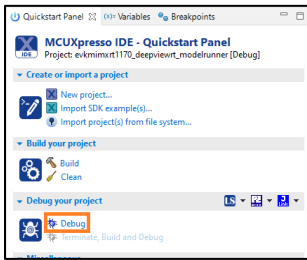 Quickstart Panel (x)= Variables Breakpoints
IDE
MCUXpresso IDE - Quickstart Panel
Project: evkmimxrt1170_deepviewrt_modelrunner [Debug]
Create or import a project
New project...
Import SDK example(s)...
Import project(s) from file system...
Build your project
Build
Clean
Debug your project
LS
Debug
Terminate, Build and Debug